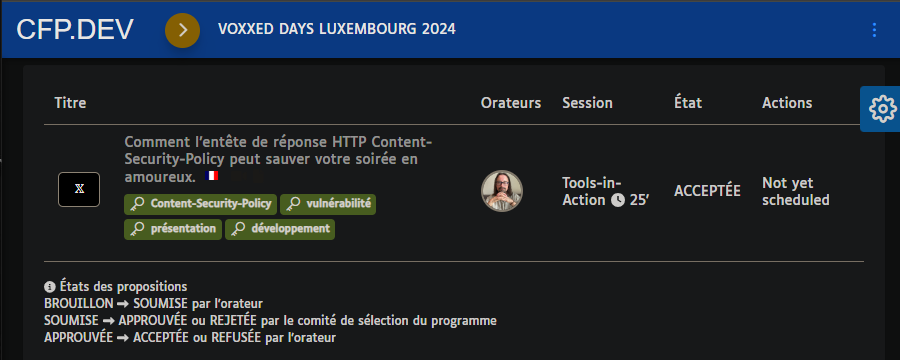 CFP.DEV VOXXED DAYS LUXEMBOURG 2024
Titre Orateurs Session État Actions
Comment l'entête de réponse HTTP Content-
Security-Policy peut sauver votre soirée en
amoureux.
X
Content-Security-Policy vulnérabilité
présentation développement
Tools-in-
Action 25'
ACCEPTÉE
Not yet
scheduled
États des propositions
BROUILLON → SOUMISE par l'orateur
SOUMISE → APPROUVÉE ou REJETÉE par le comité de sélection du programme
APPROUVÉE → ACCEPTÉE ou REFUSÉE par l'orateur